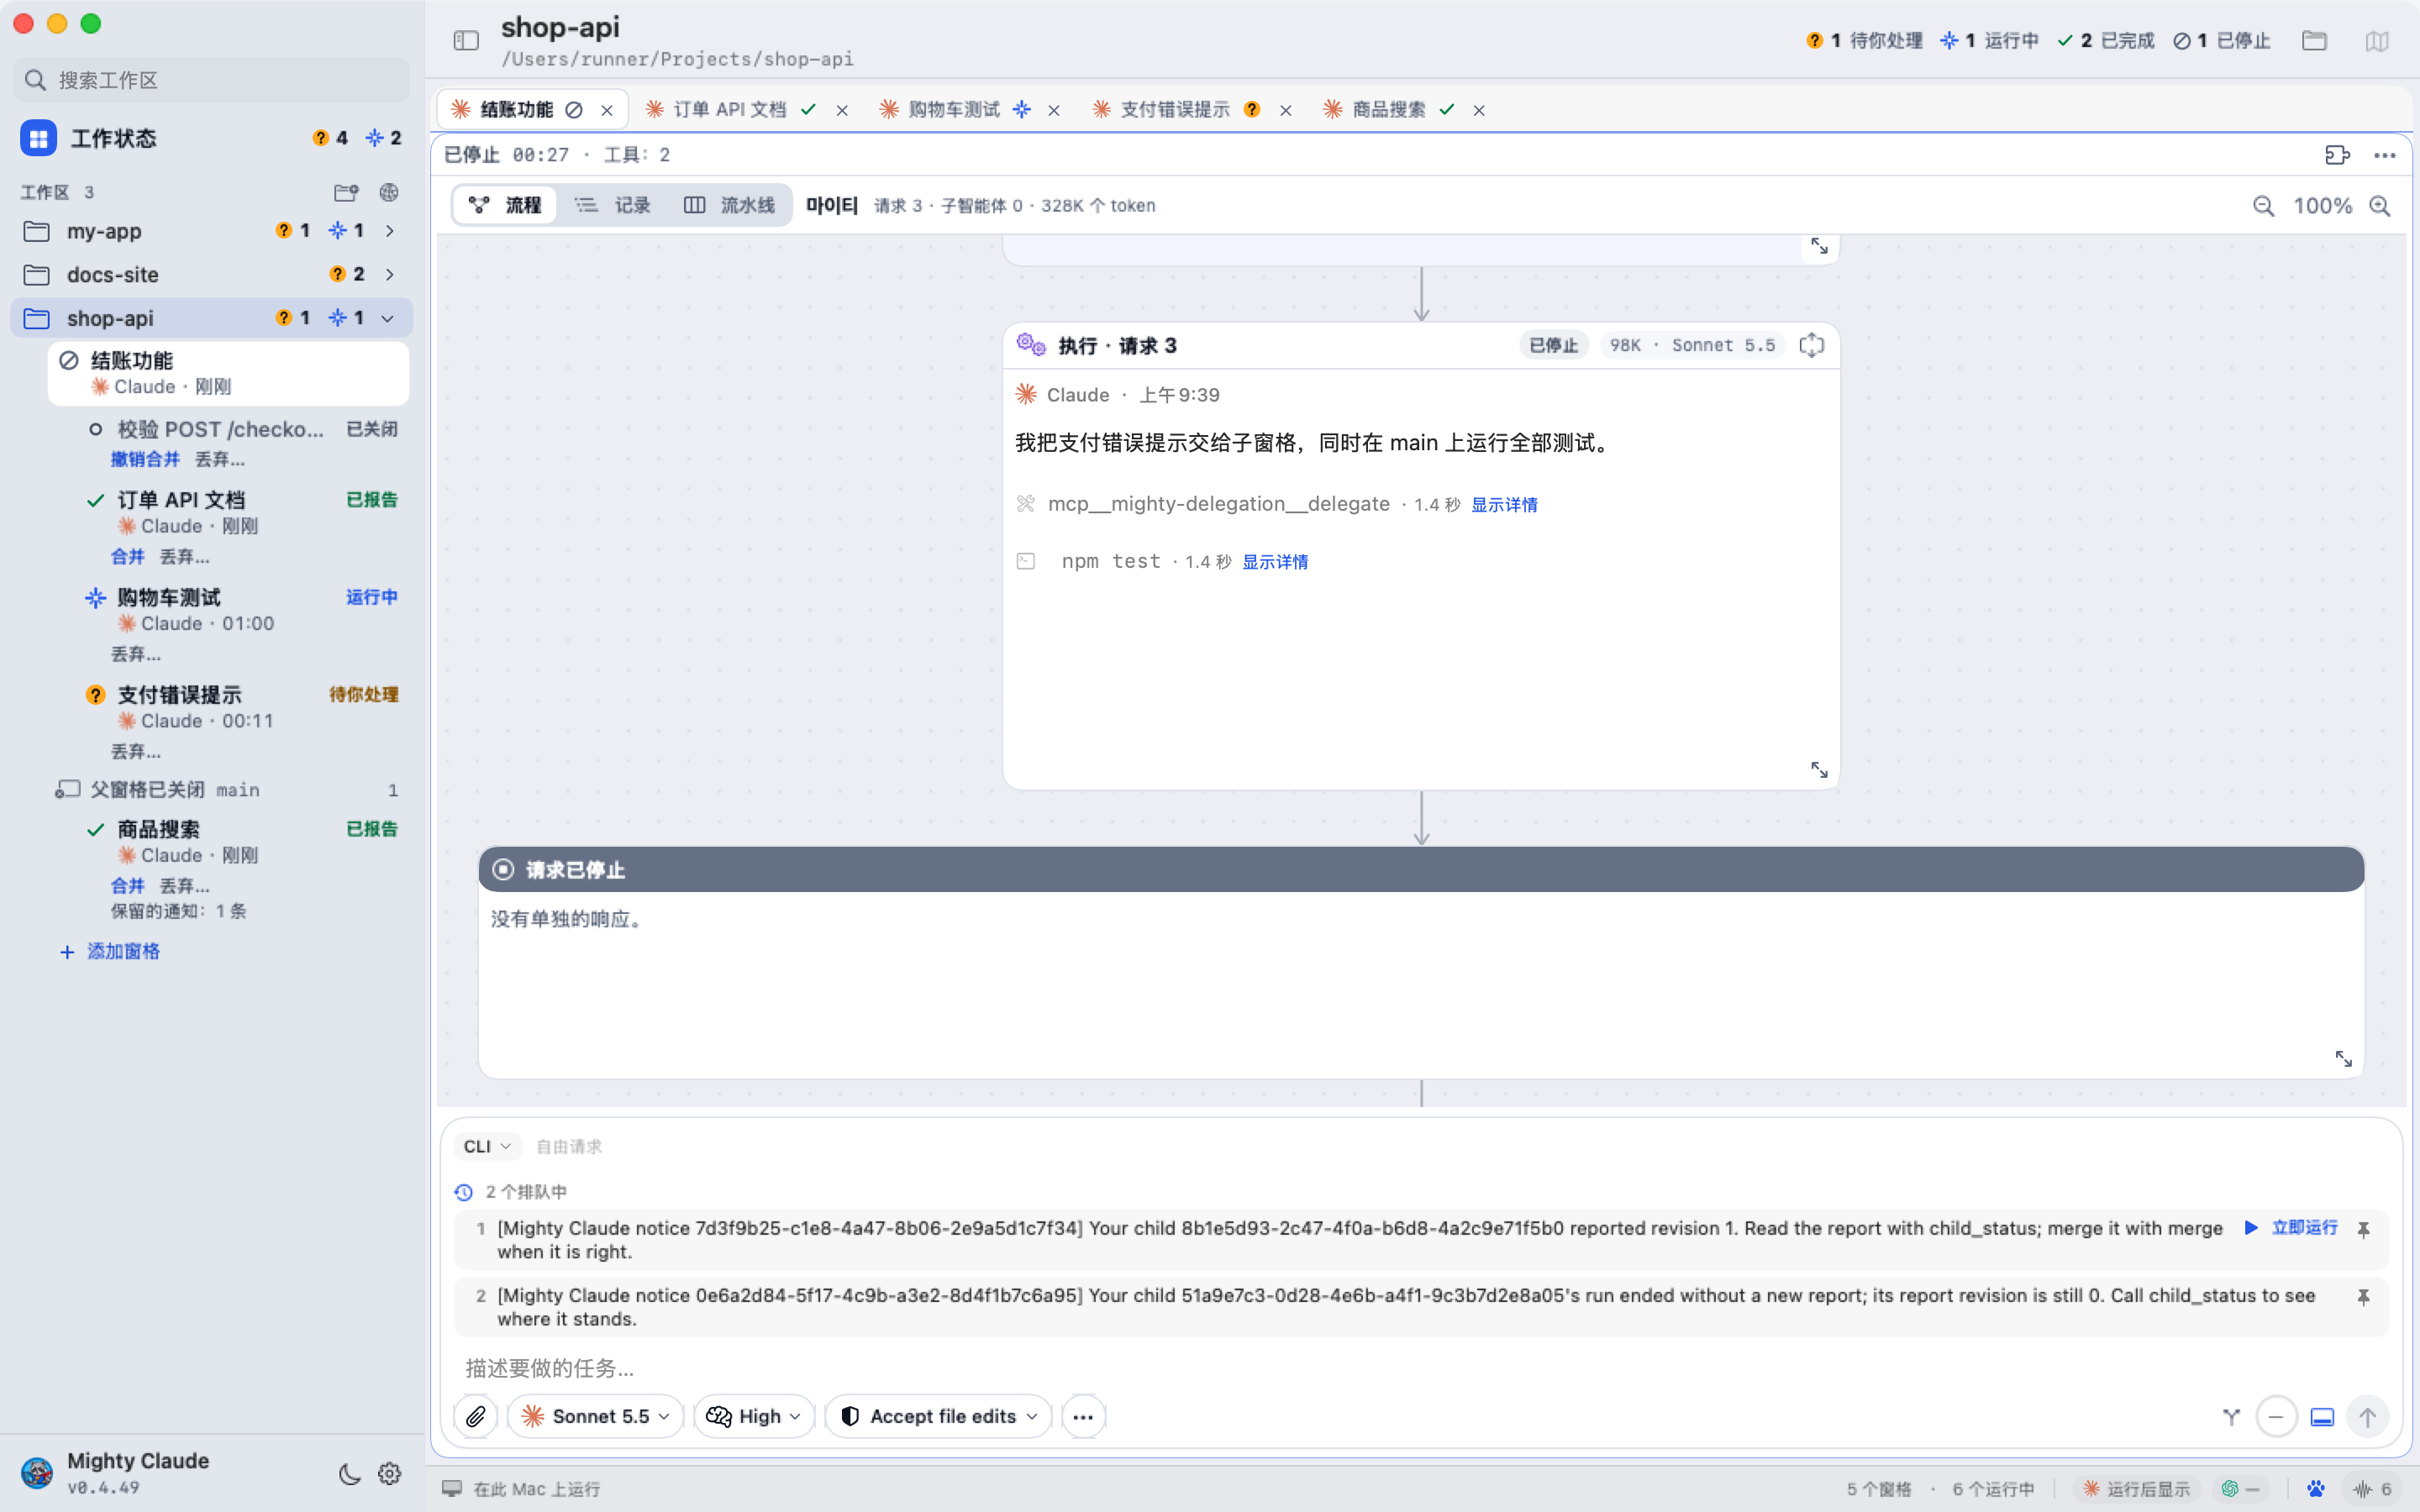 shop-api
/Users/runner/Projects/shop-api
1 待你处理 1 运行中 2 已完成 1 已停止
搜索工作区
工作状态 4 2
工作区 3
my-app 1 1
docs-site 2
shop-api 1 1
结账功能
Claude · 刚刚
校验 POST /checko... 已关闭
撤销合并 丢弃...
订单 API 文档 已报告
Claude · 刚刚
合并 丢弃...
购物车测试 运行中
Claude · 01:00
丢弃...
支付错误提示 待你处理
Claude · 00:11
丢弃...
父窗格已关闭 main 1
商品搜索 已报告
Claude · 刚刚
合并 丢弃...
保留的通知：1 条
+ 添加窗格
Mighty Claude
v0.4.49
结账功能 订单 API 文档 购物车测试 支付错误提示 商品搜索
已停止 00:27 · 工具：2
流程 记录 流水线 마이티 请求 3 · 子智能体 0 · 328K 个 token
100%
执行 · 请求 3 已停止 98K · Sonnet 5.5
Claude · 上午9:39
我把支付错误提示交给子窗格，同时在 main 上运行全部测试。
mcp__mighty-delegation__delegate · 1.4 秒 显示详情
npm test · 1.4 秒 显示详情
请求已停止
没有单独的响应。
CLI 自由请求
2 个排队中
1 [Mighty Claude notice 7d3f9b25-c1e8-4a47-8b06-2e9a5d1c7f34] Your child 8b1e5d93-2c47-4f0a-b6d8-4a2c9e71f5b0 reported revision 1. Read the report with child_status; merge it with merge 立即运行
when it is right.
2 [Mighty Claude notice 0e6a2d84-5f17-4c9b-a3e2-8d4f1b7c6a95] Your child 51a9e7c3-0d28-4e6b-a4f1-9c3b7d2e8a05's run ended without a new report; its report revision is still 0. Call child_status to see
where it stands.
描述要做的任务...
Sonnet 5.5 High Accept file edits
在此 Mac 上运行 5 个窗格 · 6 个运行中 运行后显示 — 6